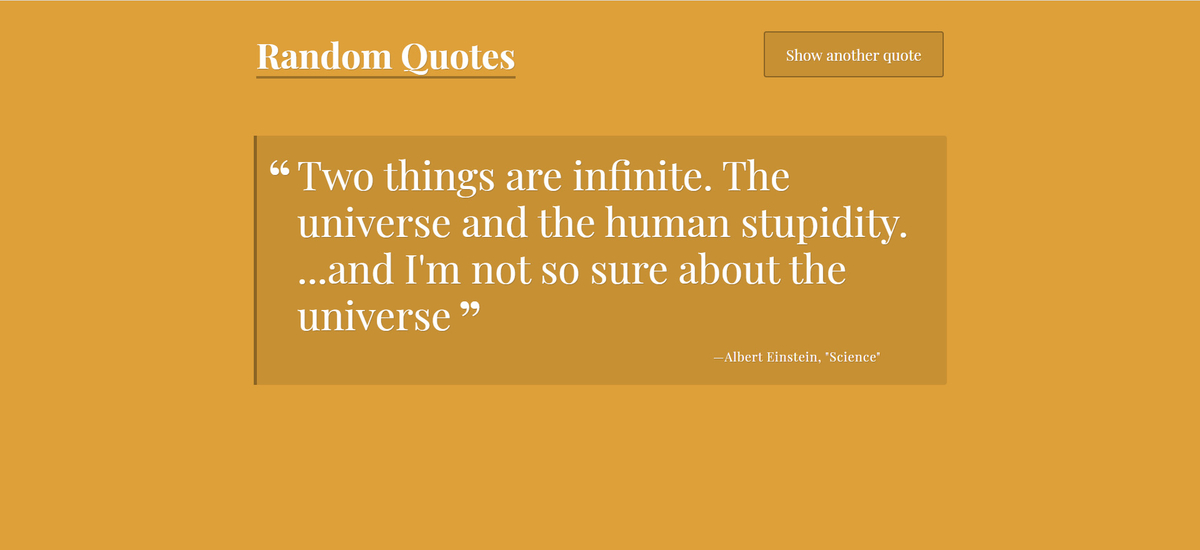 Random Quotes
Show another quote
“ Two things are infinite. The
universe and the human stupidity.
...and I'm not so sure about the
universe ”
—Albert Einstein, "Science"